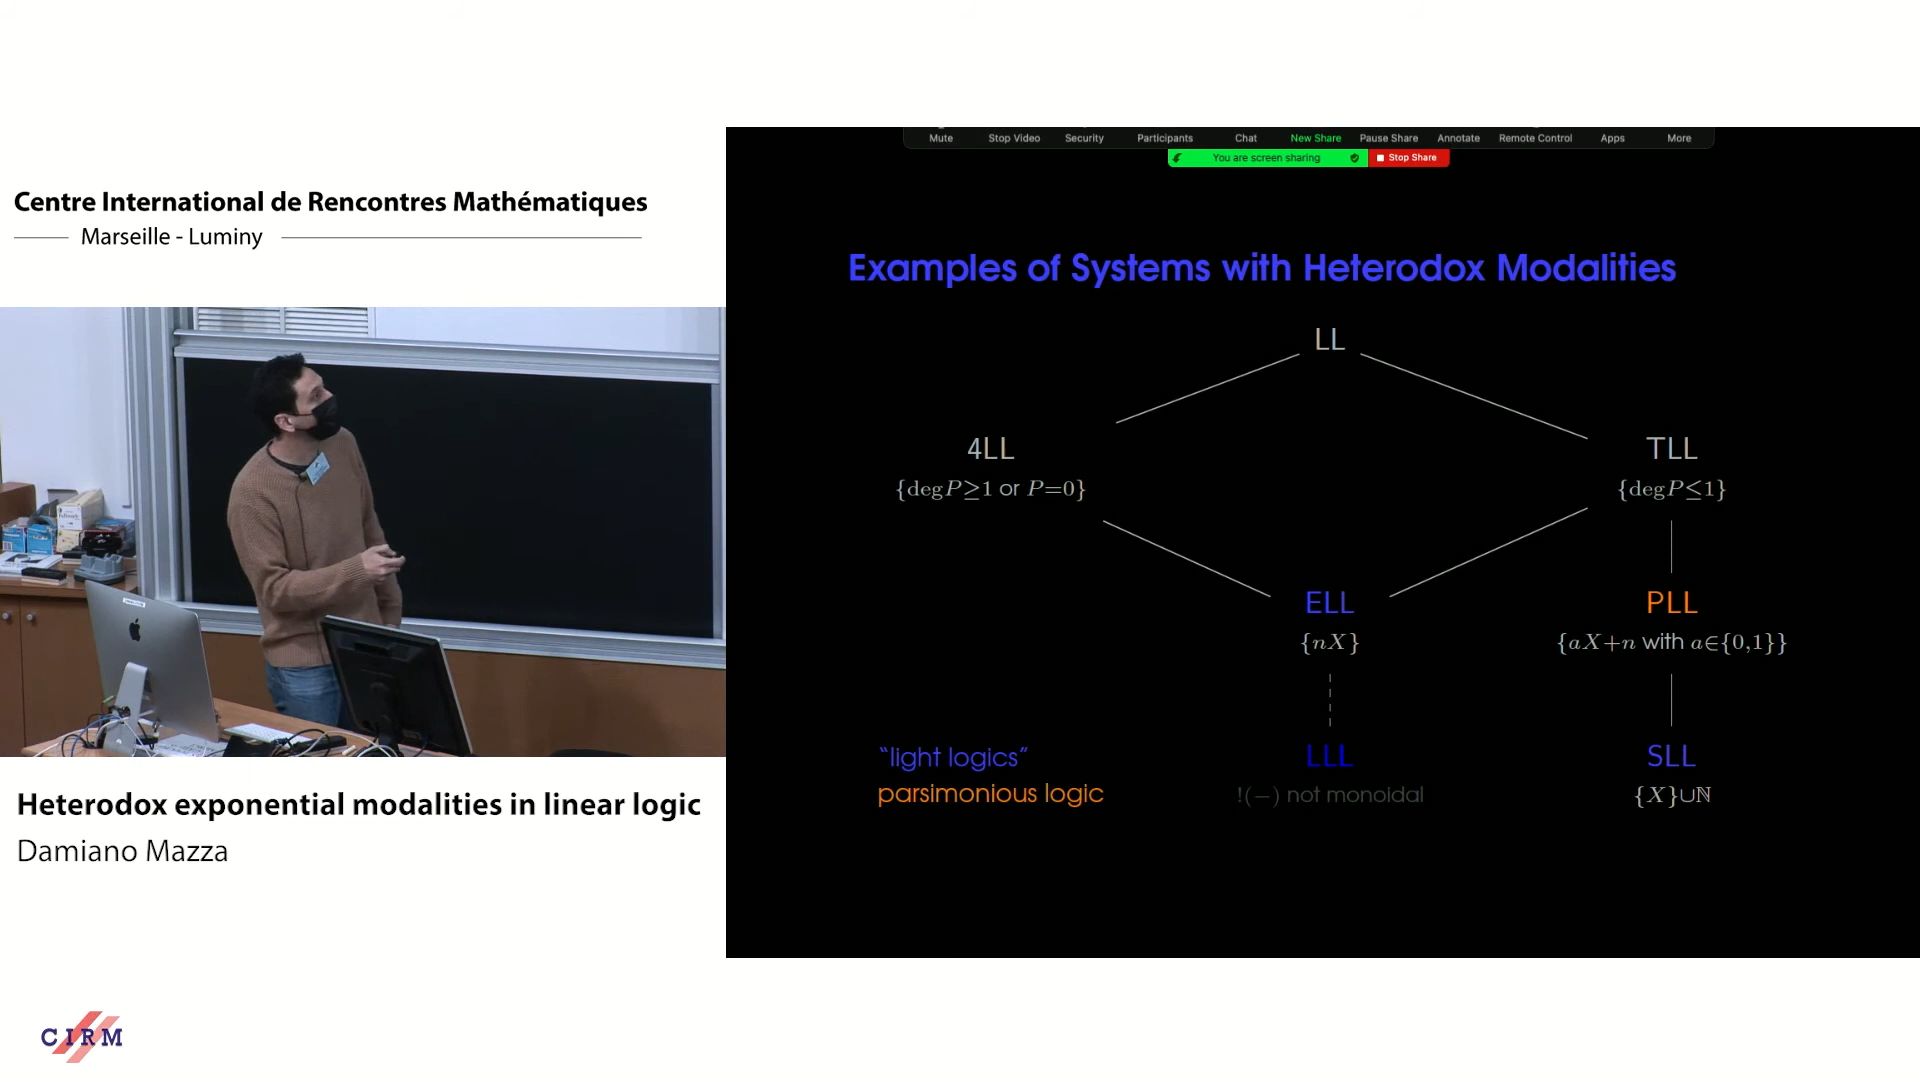 Centre International de Rencontres Mathématiques
Marseille - Luminy
Mute Stop Video Security Participants Chat New Share Pause Share Annotate Remote Control Apps More
You are screen sharing Stop Share
Examples of Systems with Heterodox Modalities
LL
4LL TLL
{degP≥1 or P=0} {degP≤1}
ELL PLL
{nX} {aX+n with a∈{0,1}}
"light logics" LLL SLL
parsimonious logic !(−) not monoidal {X}∪ℕ
Heterodox exponential modalities in linear logic
Damiano Mazza
CIRM